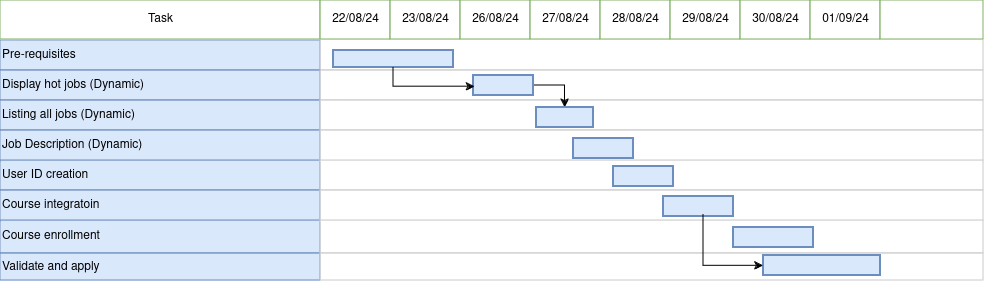 Task 22/08/24 23/08/24 26/08/24 27/08/24 28/08/24 29/08/24 30/08/24 01/09/24
Pre-requisites
Display hot jobs (Dynamic)
Listing all jobs (Dynamic)
Job Description (Dynamic)
User ID creation
Course integratoin
Course enrollment
Validate and apply